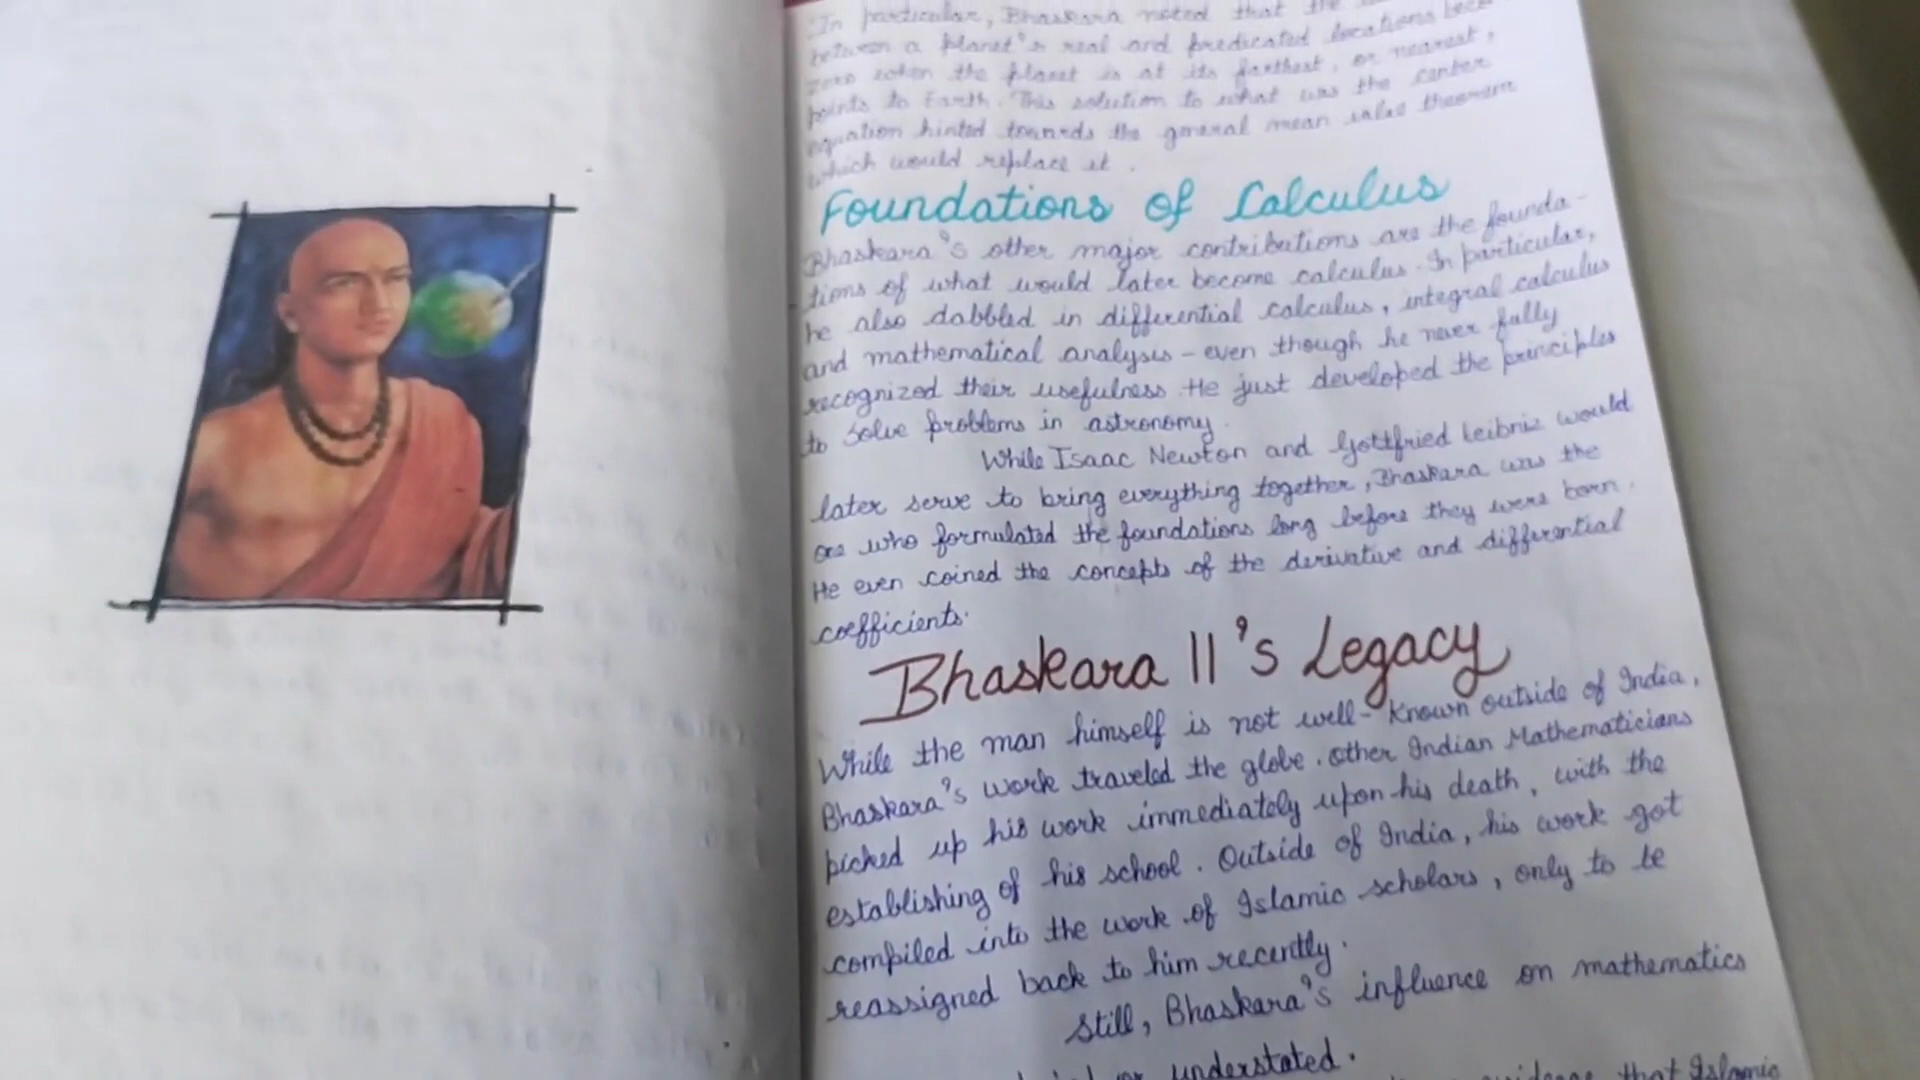 In particular, Bhaskara noted that the
between a planet's real and predicated locations
zero when the planet is at its farthest, or nearest,
points to Earth. This solution to what was the center
equation hinted towards the general mean value theorem
which would replace it.
Foundations of Calculus
Bhaskara's other major contributions are the founda-
tions of what would later become calculus. In particular,
he also dabbled in differential calculus, integral calculus
and mathematical analysis - even though he never fully
recognized their usefulness. He just developed the principles
to solve problems in astronomy.
While Isaac Newton and Gottfried Leibniz would
later serve to bring everything together, Bhaskara was the
one who formulated the foundations long before they were born.
He even coined the concepts of the derivative and differential
coefficients.
Bhaskara II's Legacy
While the man himself is not well-known outside of India,
Bhaskara's work traveled the globe. Other Indian Mathematicians
picked up his work immediately upon his death, with the
establishing of his school. Outside of India, his work got
compiled into the work of Islamic scholars, only to be
reassigned back to him recently.
Still, Bhaskara's influence on mathematics
or understated.
that Islamic